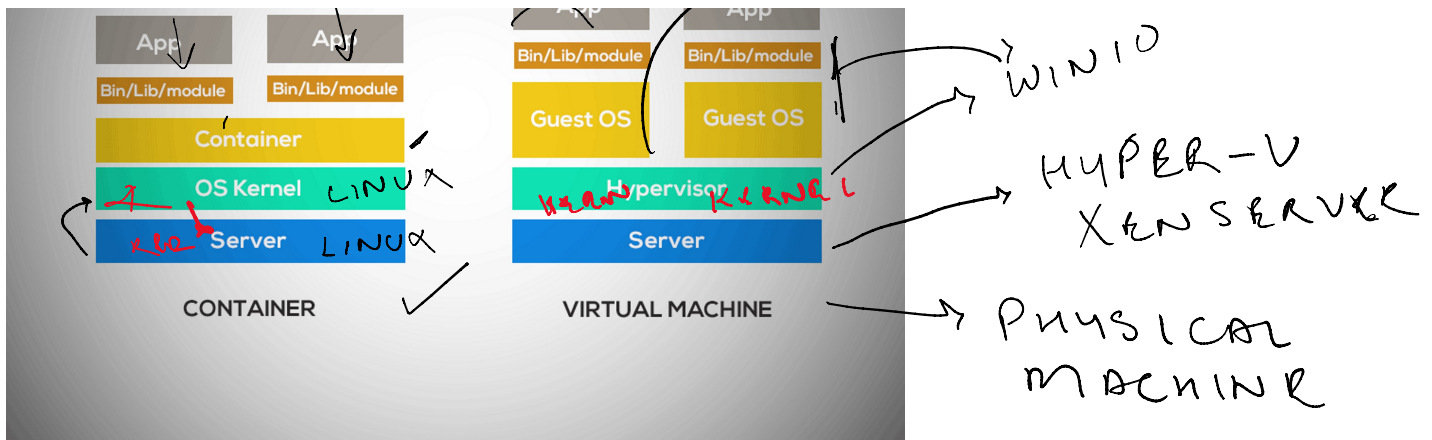 App App App App
Bin/Lib/module Bin/Lib/module Bin/Lib/module Bin/Lib/module
WIN10
Guest OS Guest OS
Container
HYPER-V
OS Kernel LINUX Hypervisor KERN KERNEL
XENSERVER
Server LINUX Server
CONTAINER VIRTUAL MACHINE
PHYSICAL
MACHINE